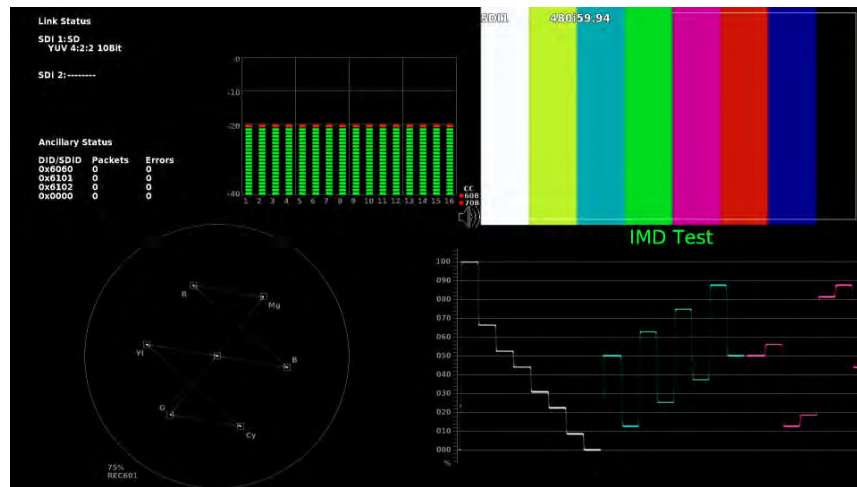 Link Status
SDI 1:SD
YUV 4:2:2 10Bit
SDI 2:--------
Ancillary Status
DID/SDID Packets Errors
0x6060 0 0
0x6101 0 0
0x6102 0 0
0x0000 0 0
-0
-10
-20
-40
1 2 3 4 5 6 7 8 9 10 11 12 13 14 15 16
CC
608
708
SDI1 480i59.94
IMD Test
R
Mg
Yl
B
G
Cy
75%
REC601
100
090
080
070
060
050
040
030
020
010
000
%